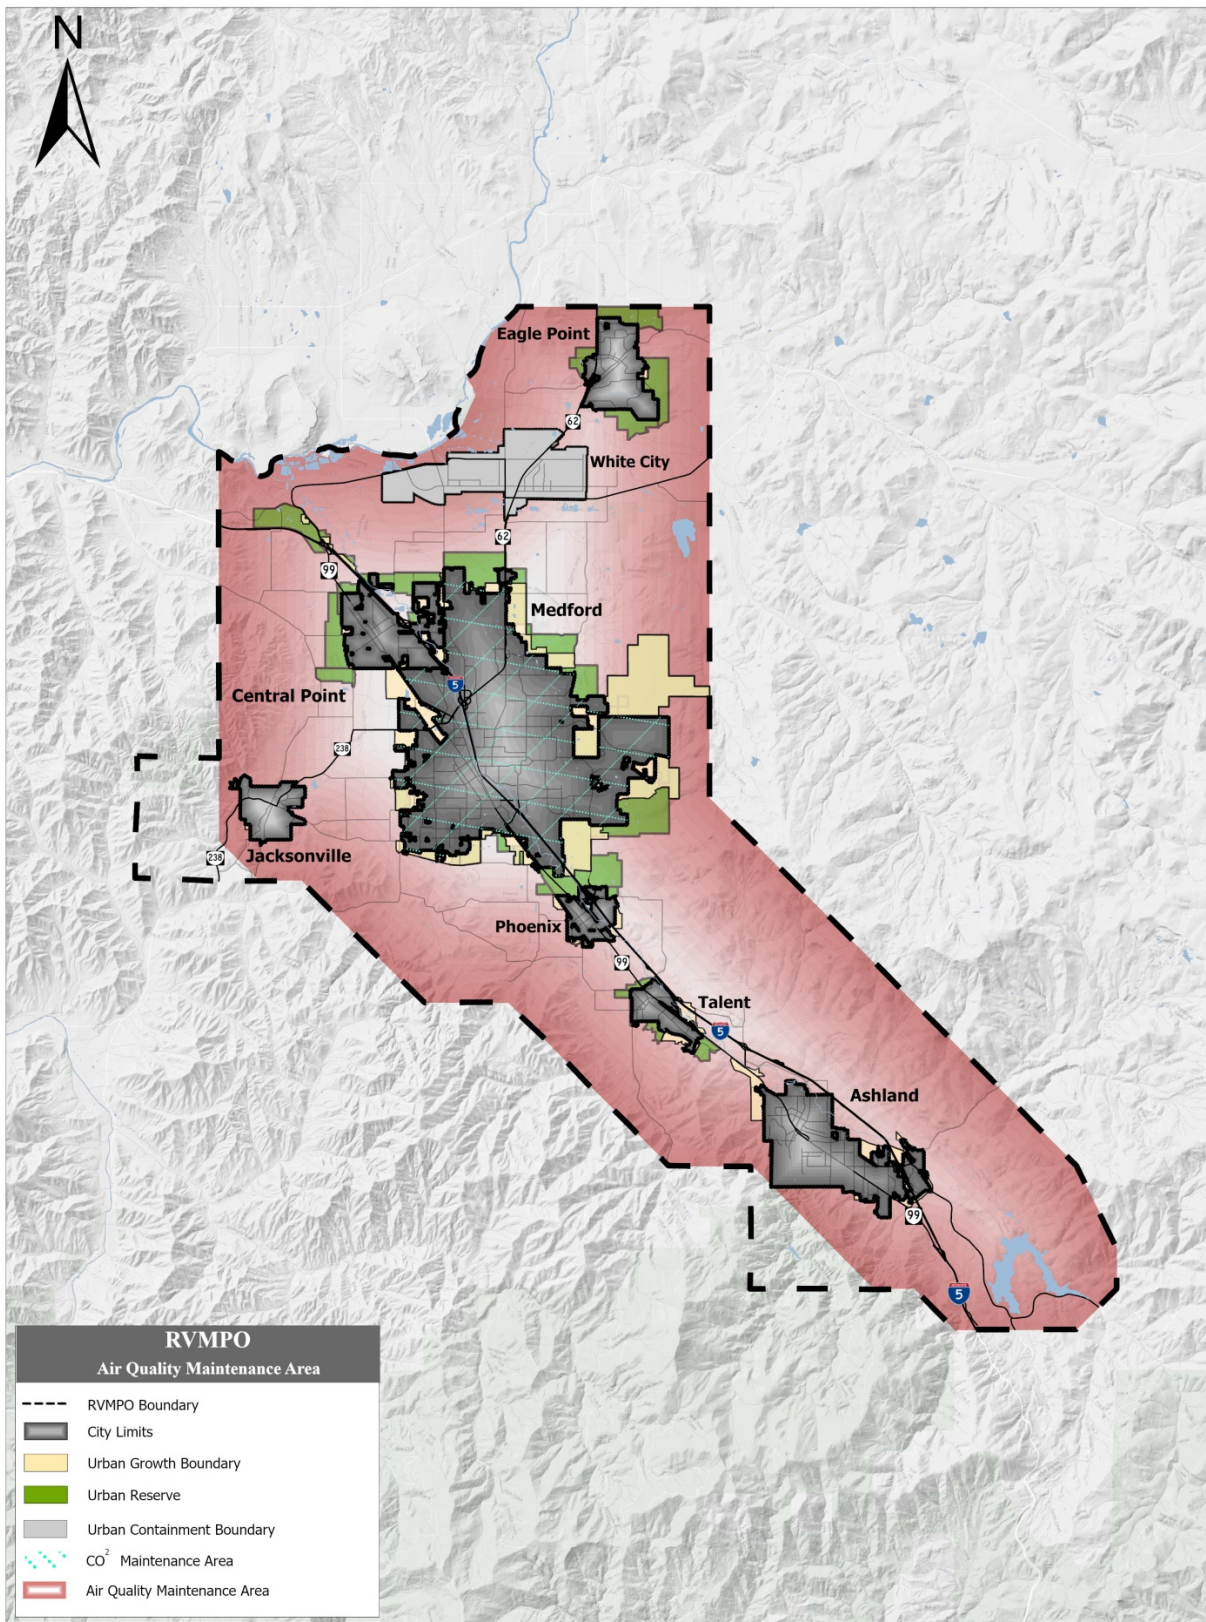 N
Eagle Point
62
White City
62
99
Medford
5
Central Point
238
Jacksonville
238
Phoenix
99
Talent
5
Ashland
99
5
RVMPO
Air Quality Maintenance Area
RVMPO Boundary
City Limits
Urban Growth Boundary
Urban Reserve
Urban Containment Boundary
CO² Maintenance Area
Air Quality Maintenance Area